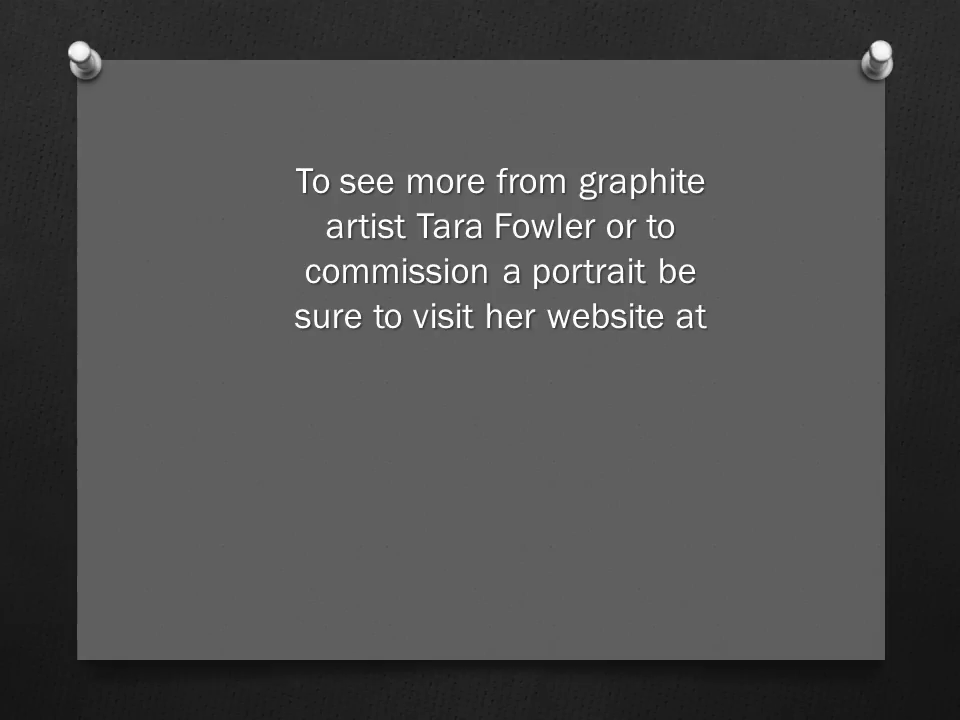 To see more from graphite
artist Tara Fowler or to
commission a portrait be
sure to visit her website at